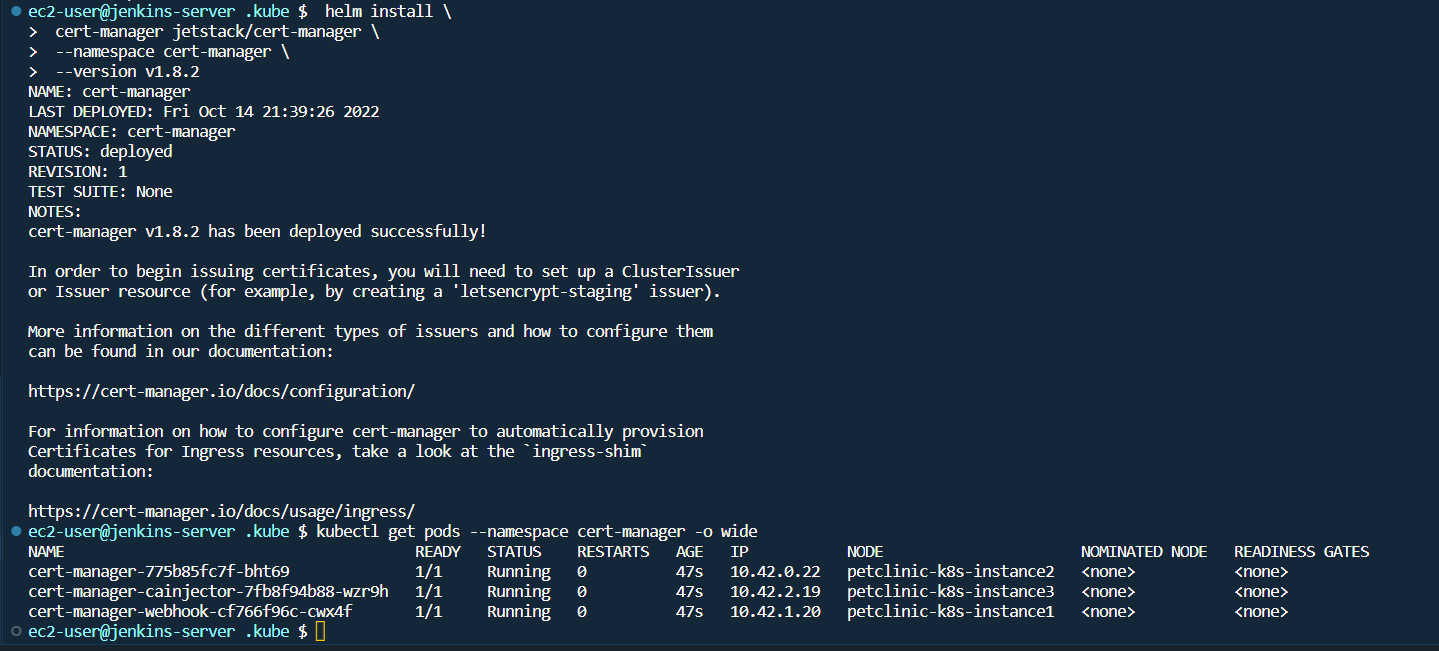 ec2-user@jenkins-server .kube $  helm install \
>  cert-manager jetstack/cert-manager \
>  --namespace cert-manager \
>  --version v1.8.2
NAME: cert-manager
LAST DEPLOYED: Fri Oct 14 21:39:26 2022
NAMESPACE: cert-manager
STATUS: deployed
REVISION: 1
TEST SUITE: None
NOTES:
cert-manager v1.8.2 has been deployed successfully!
In order to begin issuing certificates, you will need to set up a ClusterIssuer
or Issuer resource (for example, by creating a 'letsencrypt-staging' issuer).
More information on the different types of issuers and how to configure them
can be found in our documentation:
https://cert-manager.io/docs/configuration/
For information on how to configure cert-manager to automatically provision
Certificates for Ingress resources, take a look at the `ingress-shim`
documentation:
https://cert-manager.io/docs/usage/ingress/
ec2-user@jenkins-server .kube $ kubectl get pods --namespace cert-manager -o wide
NAME READY STATUS RESTARTS AGE IP NODE NOMINATED NODE READINESS GATES
cert-manager-775b85fc7f-bht69 1/1 Running 0 47s 10.42.0.22 petclinic-k8s-instance2 <none> <none>
cert-manager-cainjector-7fb8f94b88-wzr9h 1/1 Running 0 47s 10.42.2.19 petclinic-k8s-instance3 <none> <none>
cert-manager-webhook-cf766f96c-cwx4f 1/1 Running 0 47s 10.42.1.20 petclinic-k8s-instance1 <none> <none>
ec2-user@jenkins-server .kube $